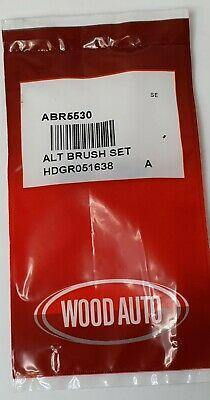 SE
ABR5530
ALT BRUSH SET
HDGR051638 A
WOOD AUTO